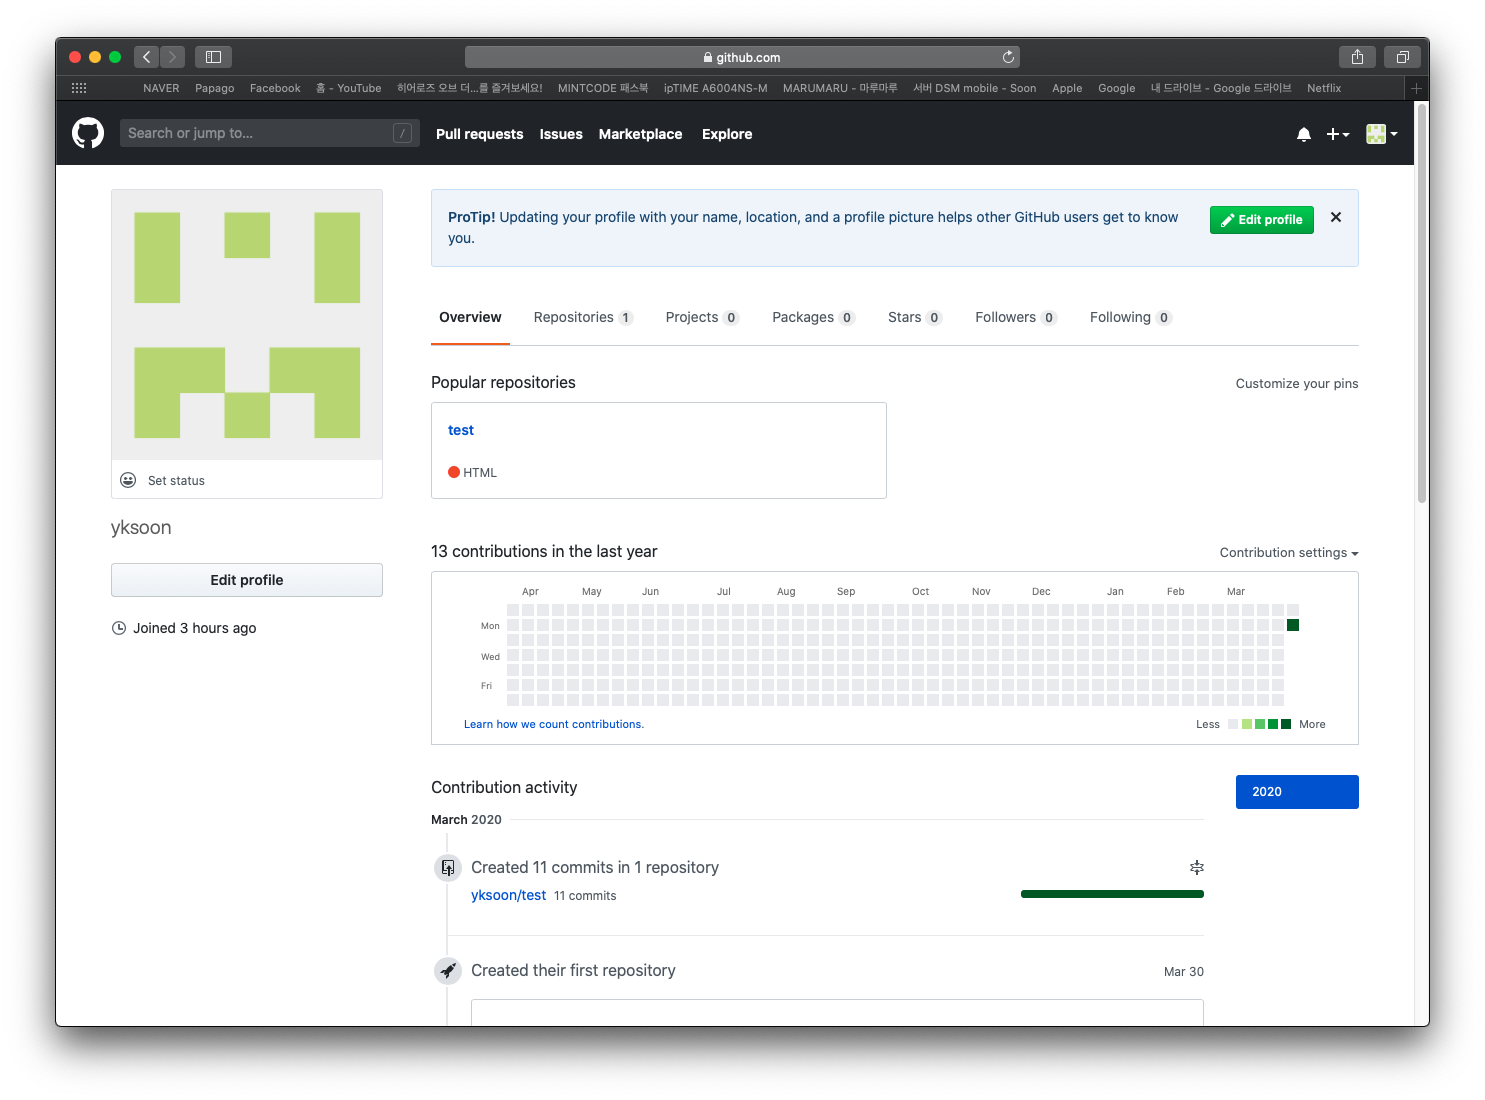 github.com
NAVER Papago Facebook 홈 - YouTube 히어로즈 오브 더...를 즐겨보세요! MINTCODE 패스북 ipTIME A6004NS-M MARUMARU - 마루마루 서버 DSM mobile - Soon Apple Google 내 드라이브 - Google 드라이브 Netflix
Search or jump to... / Pull requests Issues Marketplace Explore
ProTip! Updating your profile with your name, location, and a profile picture helps other GitHub users get to know
you.
Edit profile
Overview Repositories 1 Projects 0 Packages 0 Stars 0 Followers 0 Following 0
Popular repositories Customize your pins
test
HTML
Set status
yksoon
Edit profile
Joined 3 hours ago
13 contributions in the last year Contribution settings
Apr May Jun Jul Aug Sep Oct Nov Dec Jan Feb Mar
Mon
Wed
Fri
Learn how we count contributions. Less More
Contribution activity 2020
March 2020
Created 11 commits in 1 repository
yksoon/test 11 commits
Created their first repository Mar 30